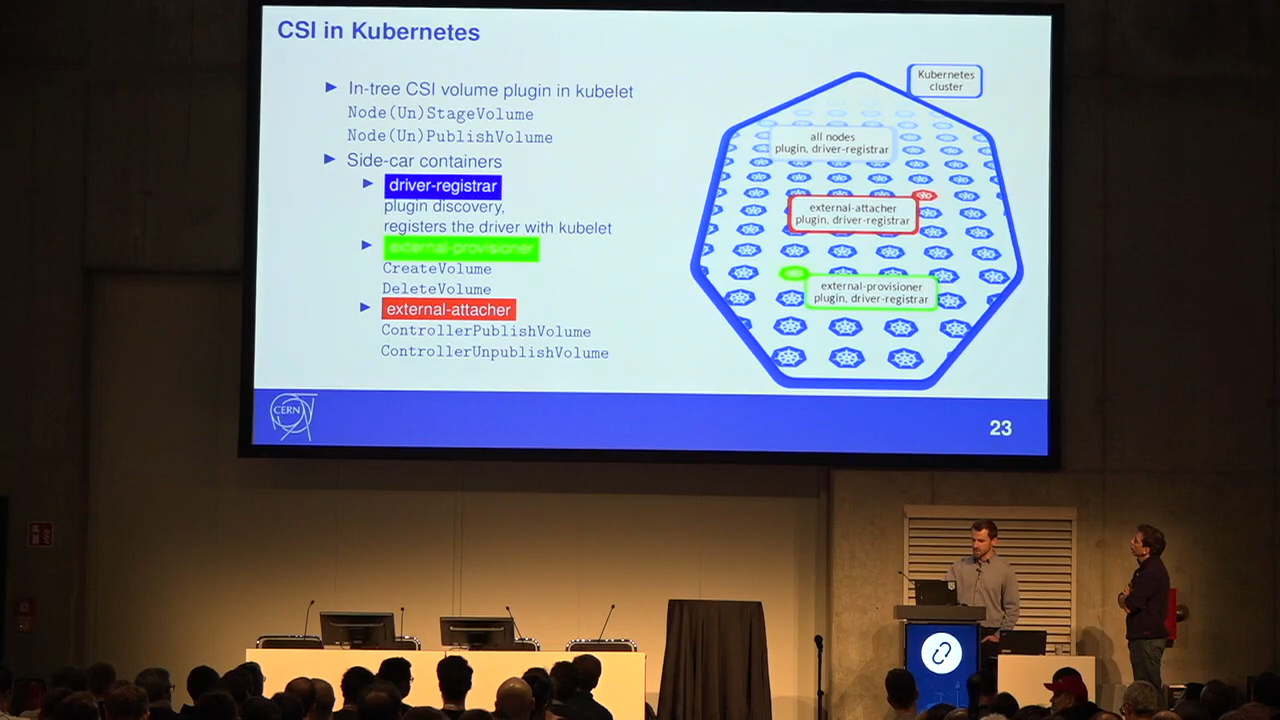 CSI in Kubernetes
In-tree CSI volume plugin in kubelet
Node(Un)StageVolume
Node(Un)PublishVolume
Side-car containers
driver-registrar
plugin discovery,
registers the driver with kubelet
external-provisioner
CreateVolume
DeleteVolume
external-attacher
ControllerPublishVolume
ControllerUnpublishVolume
Kubernetes
cluster
all nodes
plugin, driver-registrar
external-attacher
plugin, driver-registrar
external-provisioner
plugin, driver-registrar
CERN
23